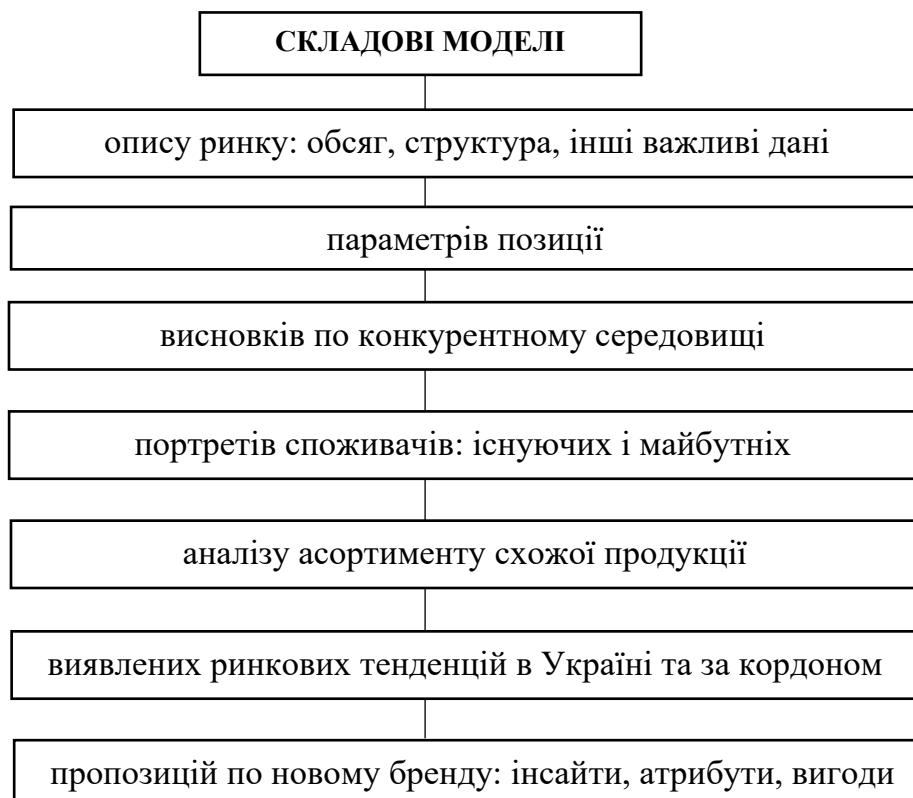 СКЛАДОВІ МОДЕЛІ
опису ринку: обсяг, структура, інші важливі дані
параметрів позиції
висновків по конкурентному середовищі
портретів споживачів: існуючих і майбутніх
аналізу асортименту схожої продукції
виявлених ринкових тенденцій в Україні та за кордоном
пропозицій по новому бренду: інсайти, атрибути, вигоди